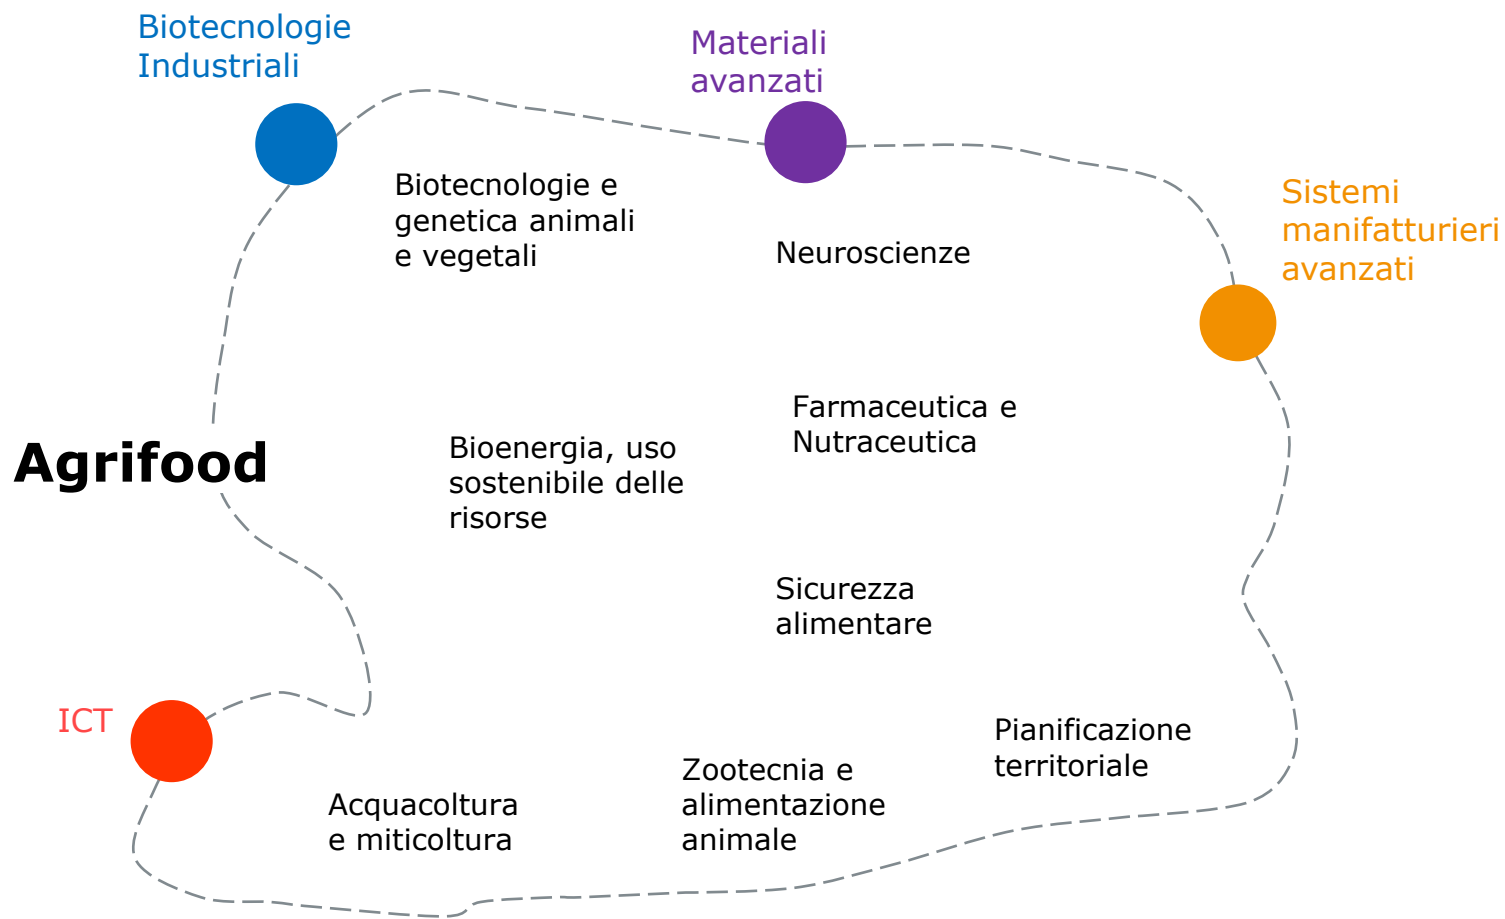 Biotecnologie
Industriali
Materiali
avanzati
Biotecnologie e
genetica animali
e vegetali
Neuroscienze
Sistemi
manifatturieri
avanzati
Agrifood
Bioenergia, uso
sostenibile delle
risorse
Farmaceutica e
Nutraceutica
Sicurezza
alimentare
ICT
Acquacoltura
e miticoltura
Zootecnia e
alimentazione
animale
Pianificazione
territoriale